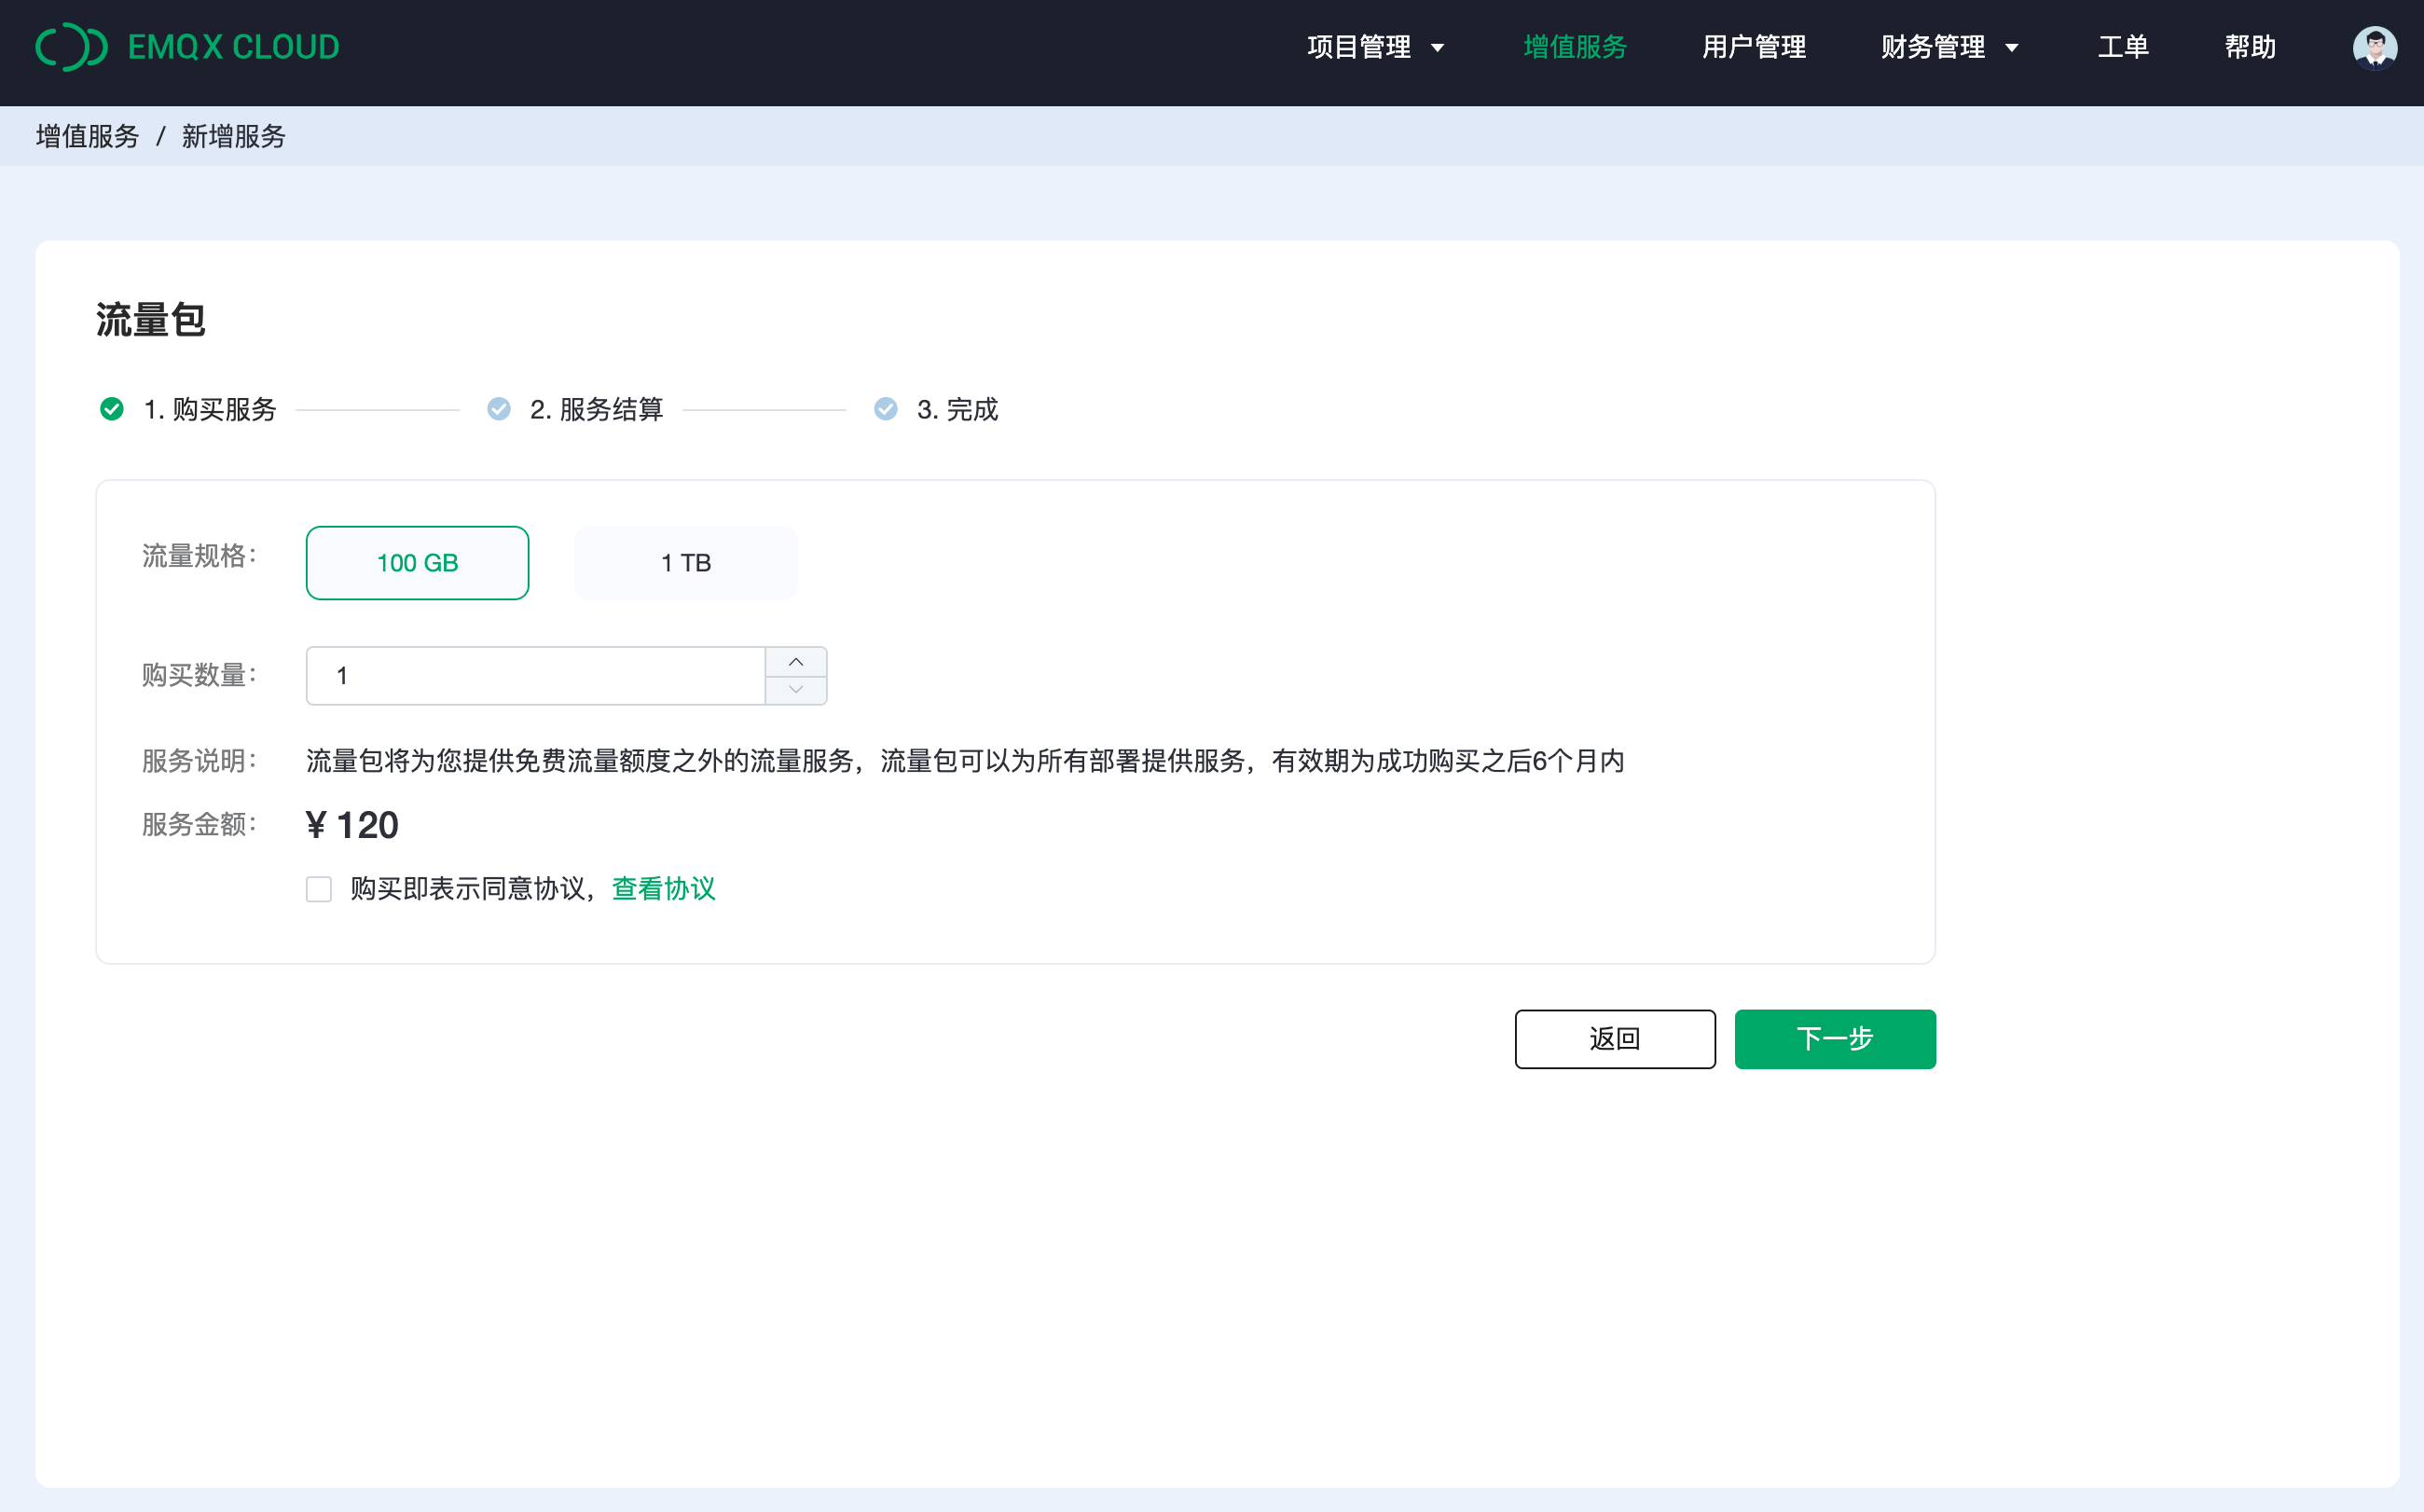 EMQX CLOUD 项目管理 增值服务 用户管理 财务管理 工单 帮助
增值服务 / 新增服务
流量包
1. 购买服务 2. 服务结算 3. 完成
流量规格： 100 GB 1 TB
购买数量： 1
服务说明： 流量包将为您提供免费流量额度之外的流量服务，流量包可以为所有部署提供服务，有效期为成功购买之后6个月内
服务金额： ¥ 120
购买即表示同意协议，查看协议
返回 下一步